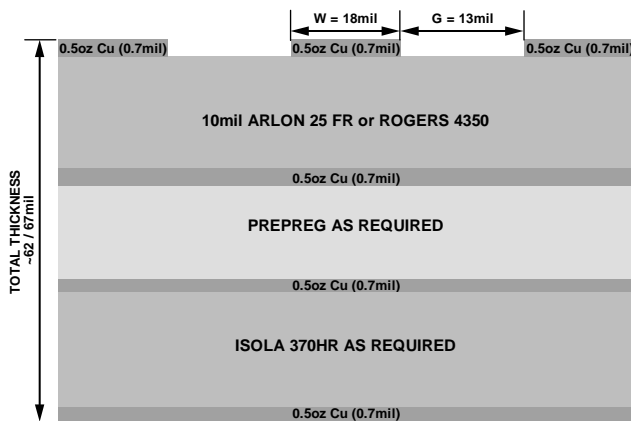 W = 18mil
G = 13mil
0.5oz Cu (0.7mil)
0.5oz Cu (0.7mil)
0.5oz Cu (0.7mil)
10mil ARLON 25 FR or ROGERS 4350
0.5oz Cu (0.7mil)
TOTAL THICKNESS
~62 / 67mil
PREPREG AS REQUIRED
0.5oz Cu (0.7mil)
ISOLA 370HR AS REQUIRED
0.5oz Cu (0.7mil)